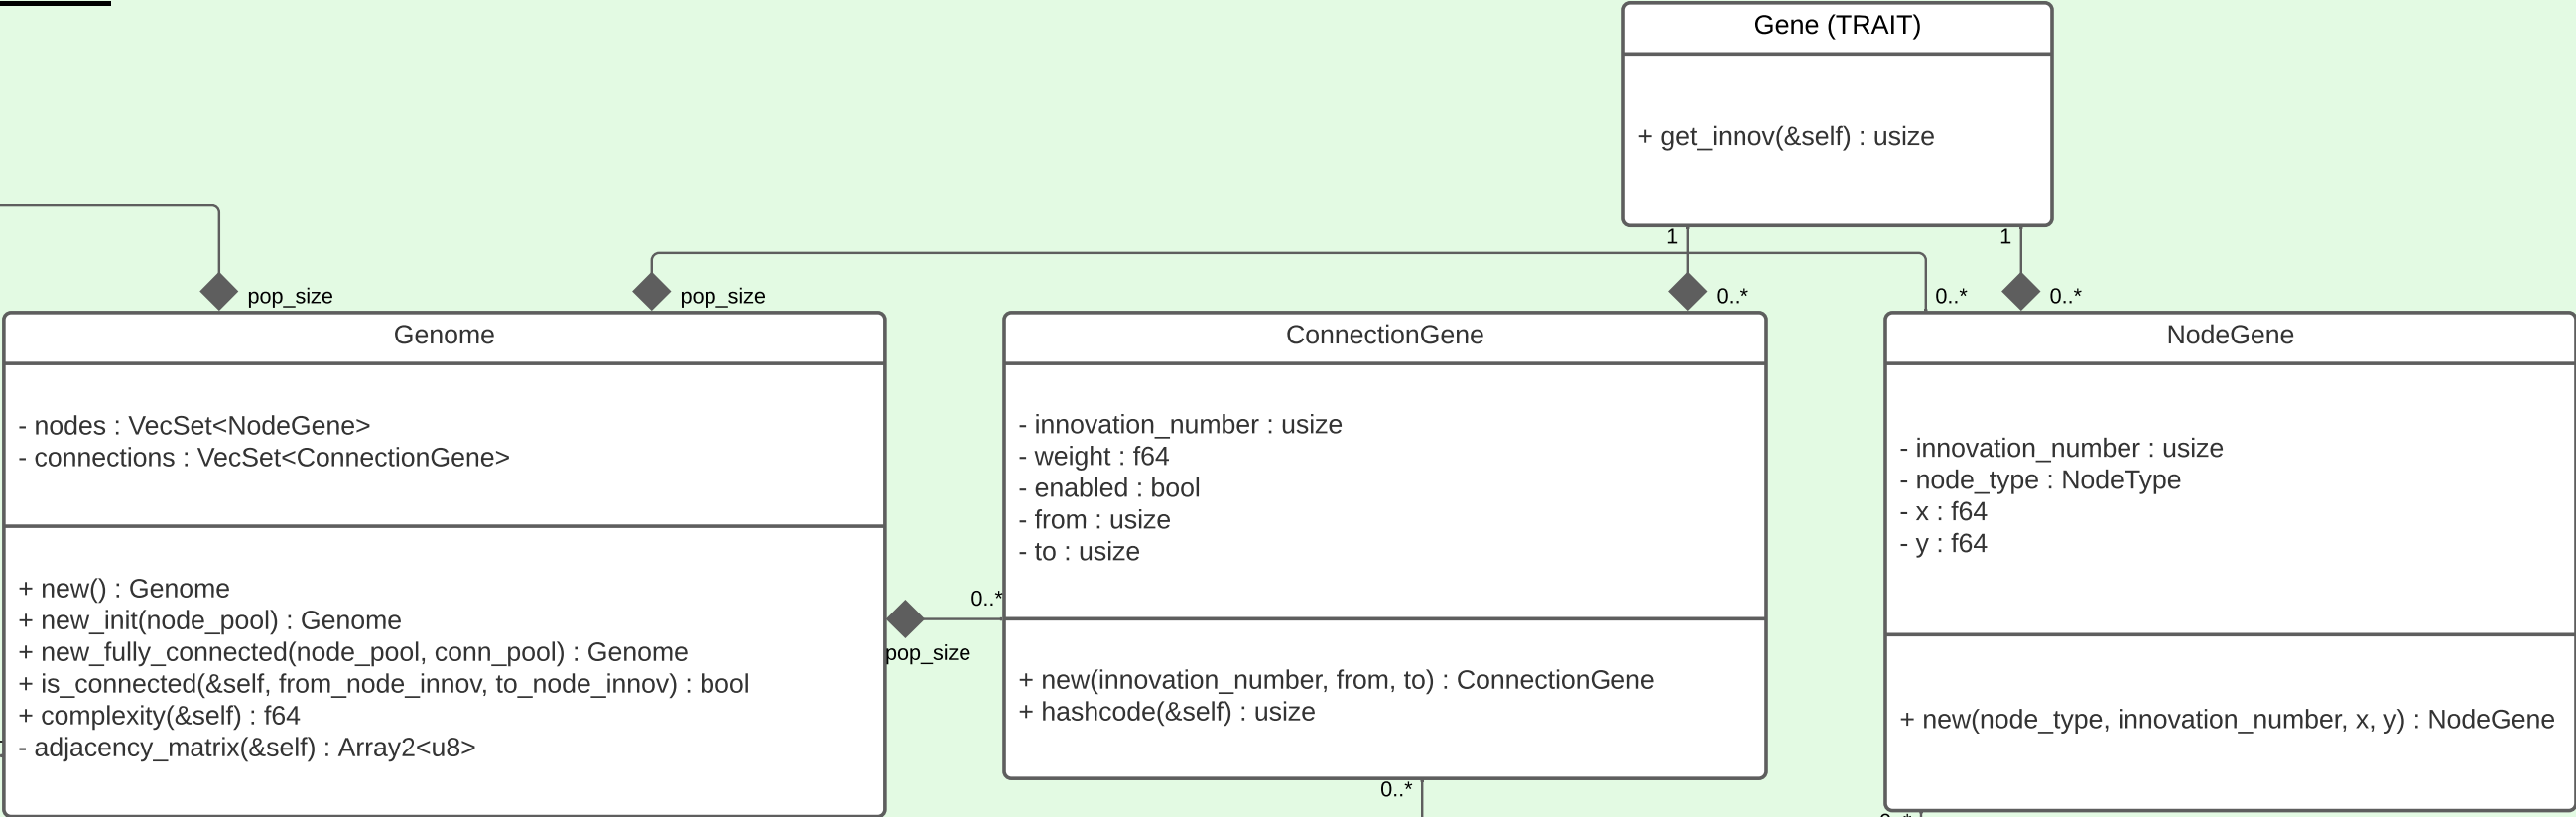 Gene (TRAIT)
+ get_innov(&self) : usize
1
1
pop_size
pop_size
0..*
0..*
0..*
Genome
- nodes : VecSet<NodeGene>
- connections : VecSet<ConnectionGene>
+ new() : Genome
+ new_init(node_pool) : Genome
+ new_fully_connected(node_pool, conn_pool) : Genome
+ is_connected(&self, from_node_innov, to_node_innov) : bool
+ complexity(&self) : f64
- adjacency_matrix(&self) : Array2<u8>
0..*
pop_size
ConnectionGene
- innovation_number : usize
- weight : f64
- enabled : bool
- from : usize
- to : usize
+ new(innovation_number, from, to) : ConnectionGene
+ hashcode(&self) : usize
0..*
NodeGene
- innovation_number : usize
- node_type : NodeType
- x : f64
- y : f64
+ new(node_type, innovation_number, x, y) : NodeGene